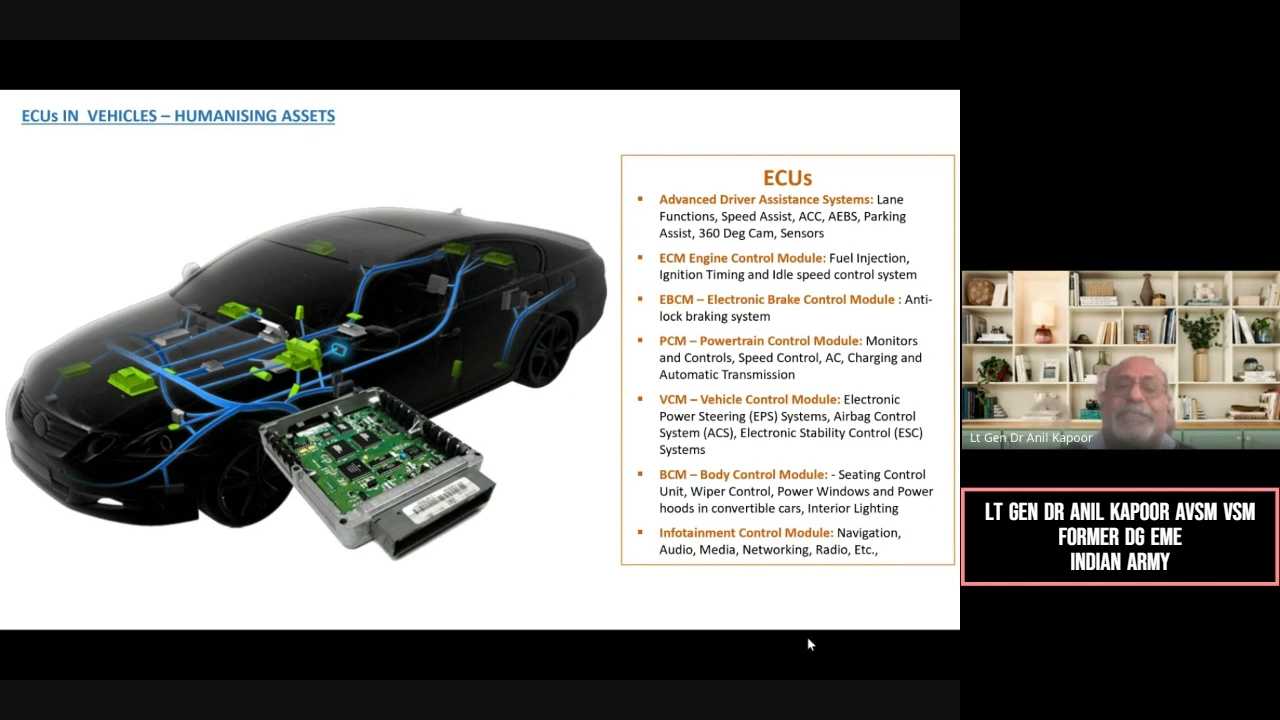 ECUs IN VEHICLES – HUMANISING ASSETS
ECUs
▪ Advanced Driver Assistance Systems: Lane
Functions, Speed Assist, ACC, AEBS, Parking
Assist, 360 Deg Cam, Sensors
▪ ECM Engine Control Module: Fuel Injection,
Ignition Timing and Idle speed control system
▪ EBCM – Electronic Brake Control Module : Anti-
lock braking system
▪ PCM – Powertrain Control Module: Monitors
and Controls, Speed Control, AC, Charging and
Automatic Transmission
▪ VCM – Vehicle Control Module: Electronic
Power Steering (EPS) Systems, Airbag Control
System (ACS), Electronic Stability Control (ESC)
Systems
▪ BCM – Body Control Module: - Seating Control
Unit, Wiper Control, Power Windows and Power
hoods in convertible cars, Interior Lighting
▪ Infotainment Control Module: Navigation,
Audio, Media, Networking, Radio, Etc.,
Lt Gen Dr Anil Kapoor
LT GEN DR ANIL KAPOOR AVSM VSM
FORMER DG EME
INDIAN ARMY